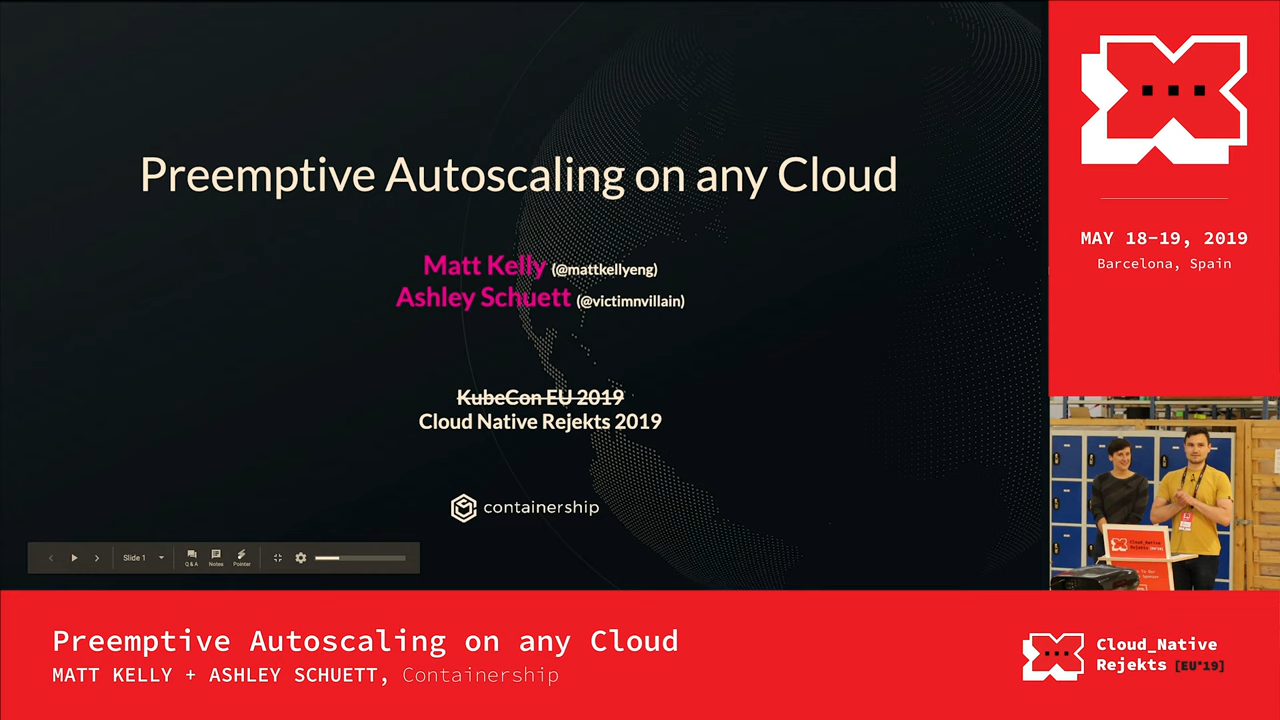 Preemptive Autoscaling on any Cloud
Matt Kelly (@mattkellyeng)
Ashley Schuett (@victimnvillain)
KubeCon EU 2019
Cloud Native Rejekts 2019
containership
Slide 1
Q & A
Notes
Pointer
MAY 18-19, 2019
Barcelona, Spain
Cloud_Native
Rejekts
Preemptive Autoscaling on any Cloud
MATT KELLY + ASHLEY SCHUETT, Containership
Cloud_Native
Rejekts [EU'19]